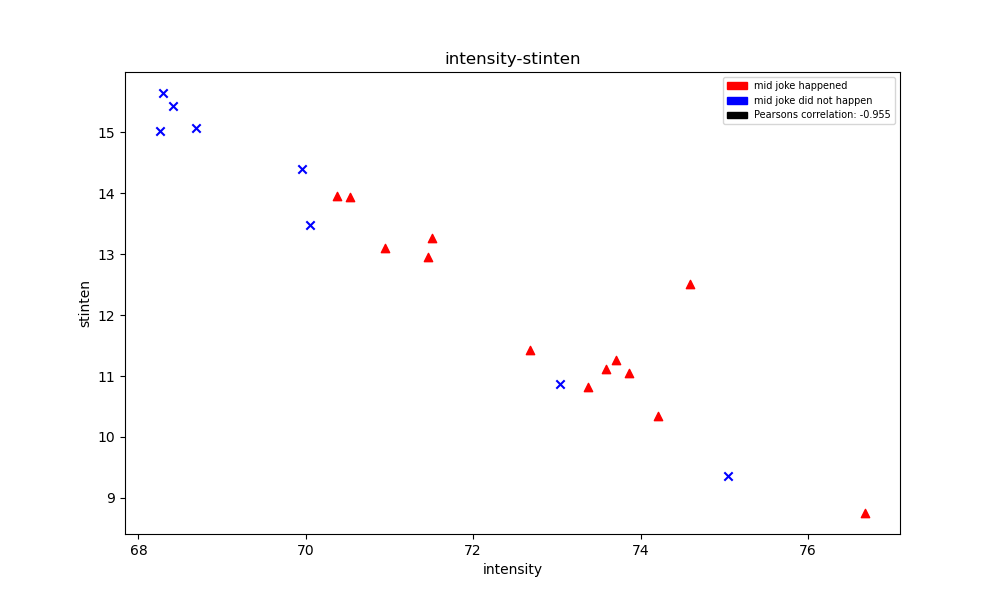 intensity-stinten
mid joke happened
mid joke did not happen
Pearsons correlation: -0.955
15
14
13
12
11
10
9
stinten
68
70
72
74
76
intensity